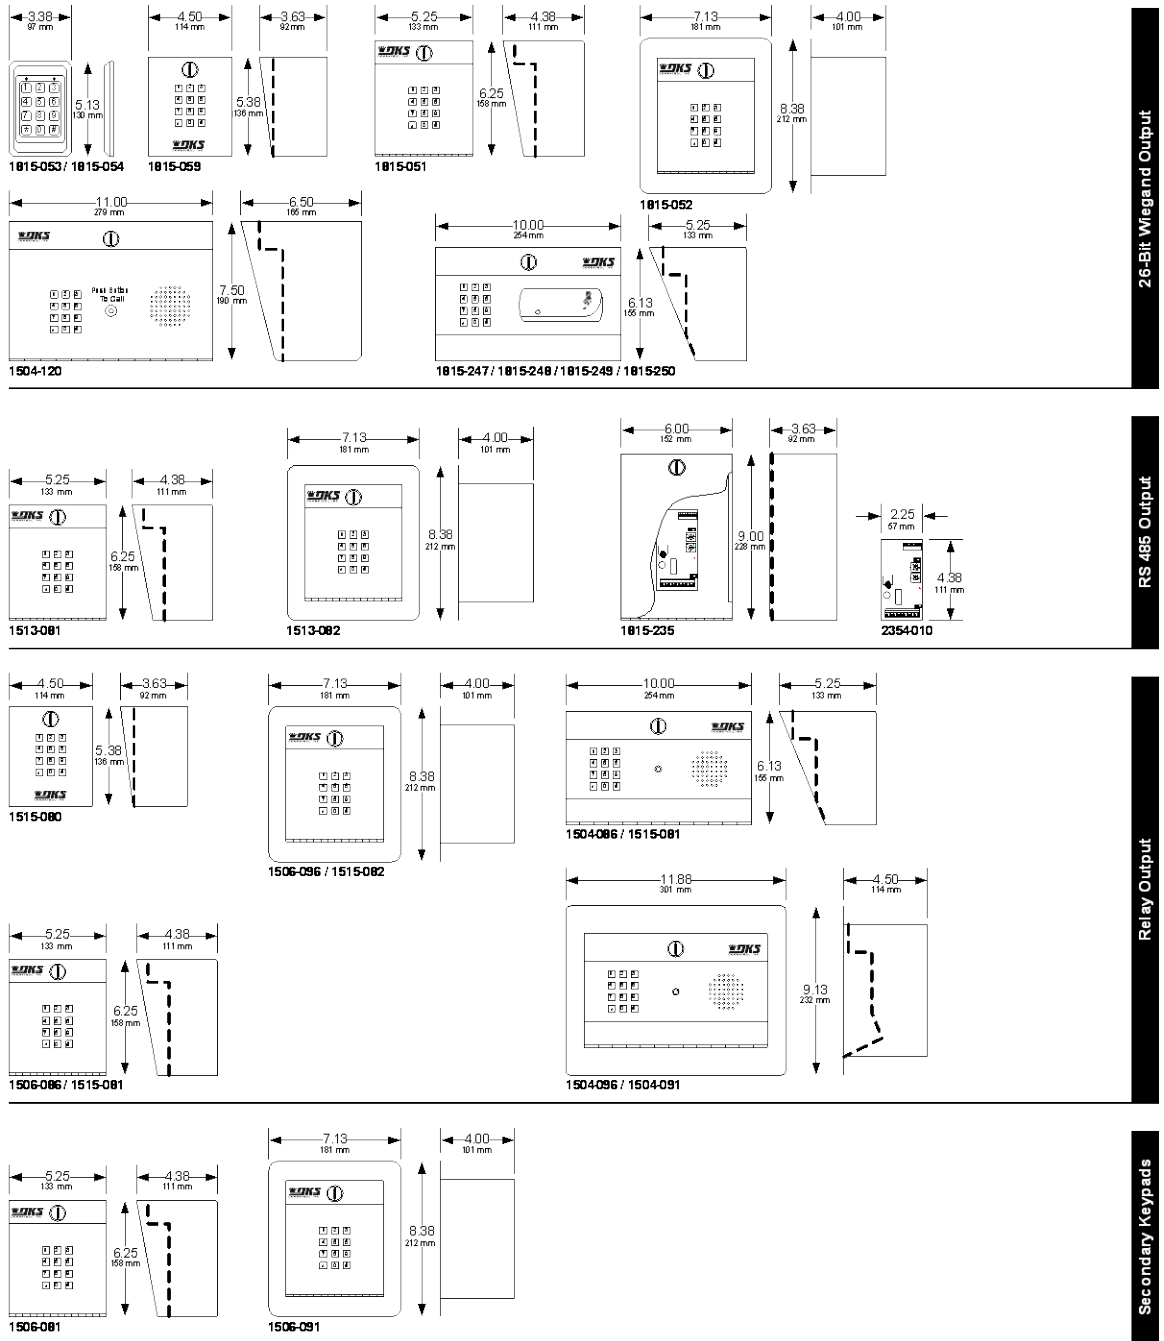 3.38
97 mm
5.13
130 mm
1 2 3
4 5 6
7 8 9
* 0 #
1815-053 / 1815-054
4.50
114 mm
3.63
92 mm
5.38
136 mm
DKS
1815-059
5.25
133 mm
4.38
111 mm
DKS
6.25
158 mm
1815-051
7.13
181 mm
4.00
101 mm
DKS
8.38
212 mm
1815-052
11.00
279 mm
6.50
165 mm
DKS
Push Button
To Call
7.50
190 mm
1504-120
10.00
254 mm
5.25
133 mm
DKS
6.13
155 mm
1815-247 / 1815-248 / 1815-249 / 1815-250
26-Bit Wiegand Output
5.25
133 mm
4.38
111 mm
DKS
6.25
158 mm
1513-081
7.13
181 mm
4.00
101 mm
DKS
8.38
212 mm
1513-082
6.00
152 mm
3.63
92 mm
9.00
228 mm
1815-235
2.25
57 mm
4.38
111 mm
2354-010
RS 485 Output
4.50
114 mm
3.63
92 mm
5.38
136 mm
DKS
1515-080
7.13
181 mm
4.00
101 mm
DKS
8.38
212 mm
1506-096 / 1515-082
10.00
254 mm
5.25
133 mm
DKS
6.13
155 mm
1504-086 / 1515-081
5.25
133 mm
4.38
111 mm
DKS
6.25
158 mm
1506-086 / 1515-081
11.88
301 mm
4.50
114 mm
DKS
9.13
232 mm
1504-096 / 1504-091
Relay Output
5.25
133 mm
4.38
111 mm
DKS
6.25
158 mm
1506-081
7.13
181 mm
4.00
101 mm
DKS
8.38
212 mm
1506-091
Secondary Keypads